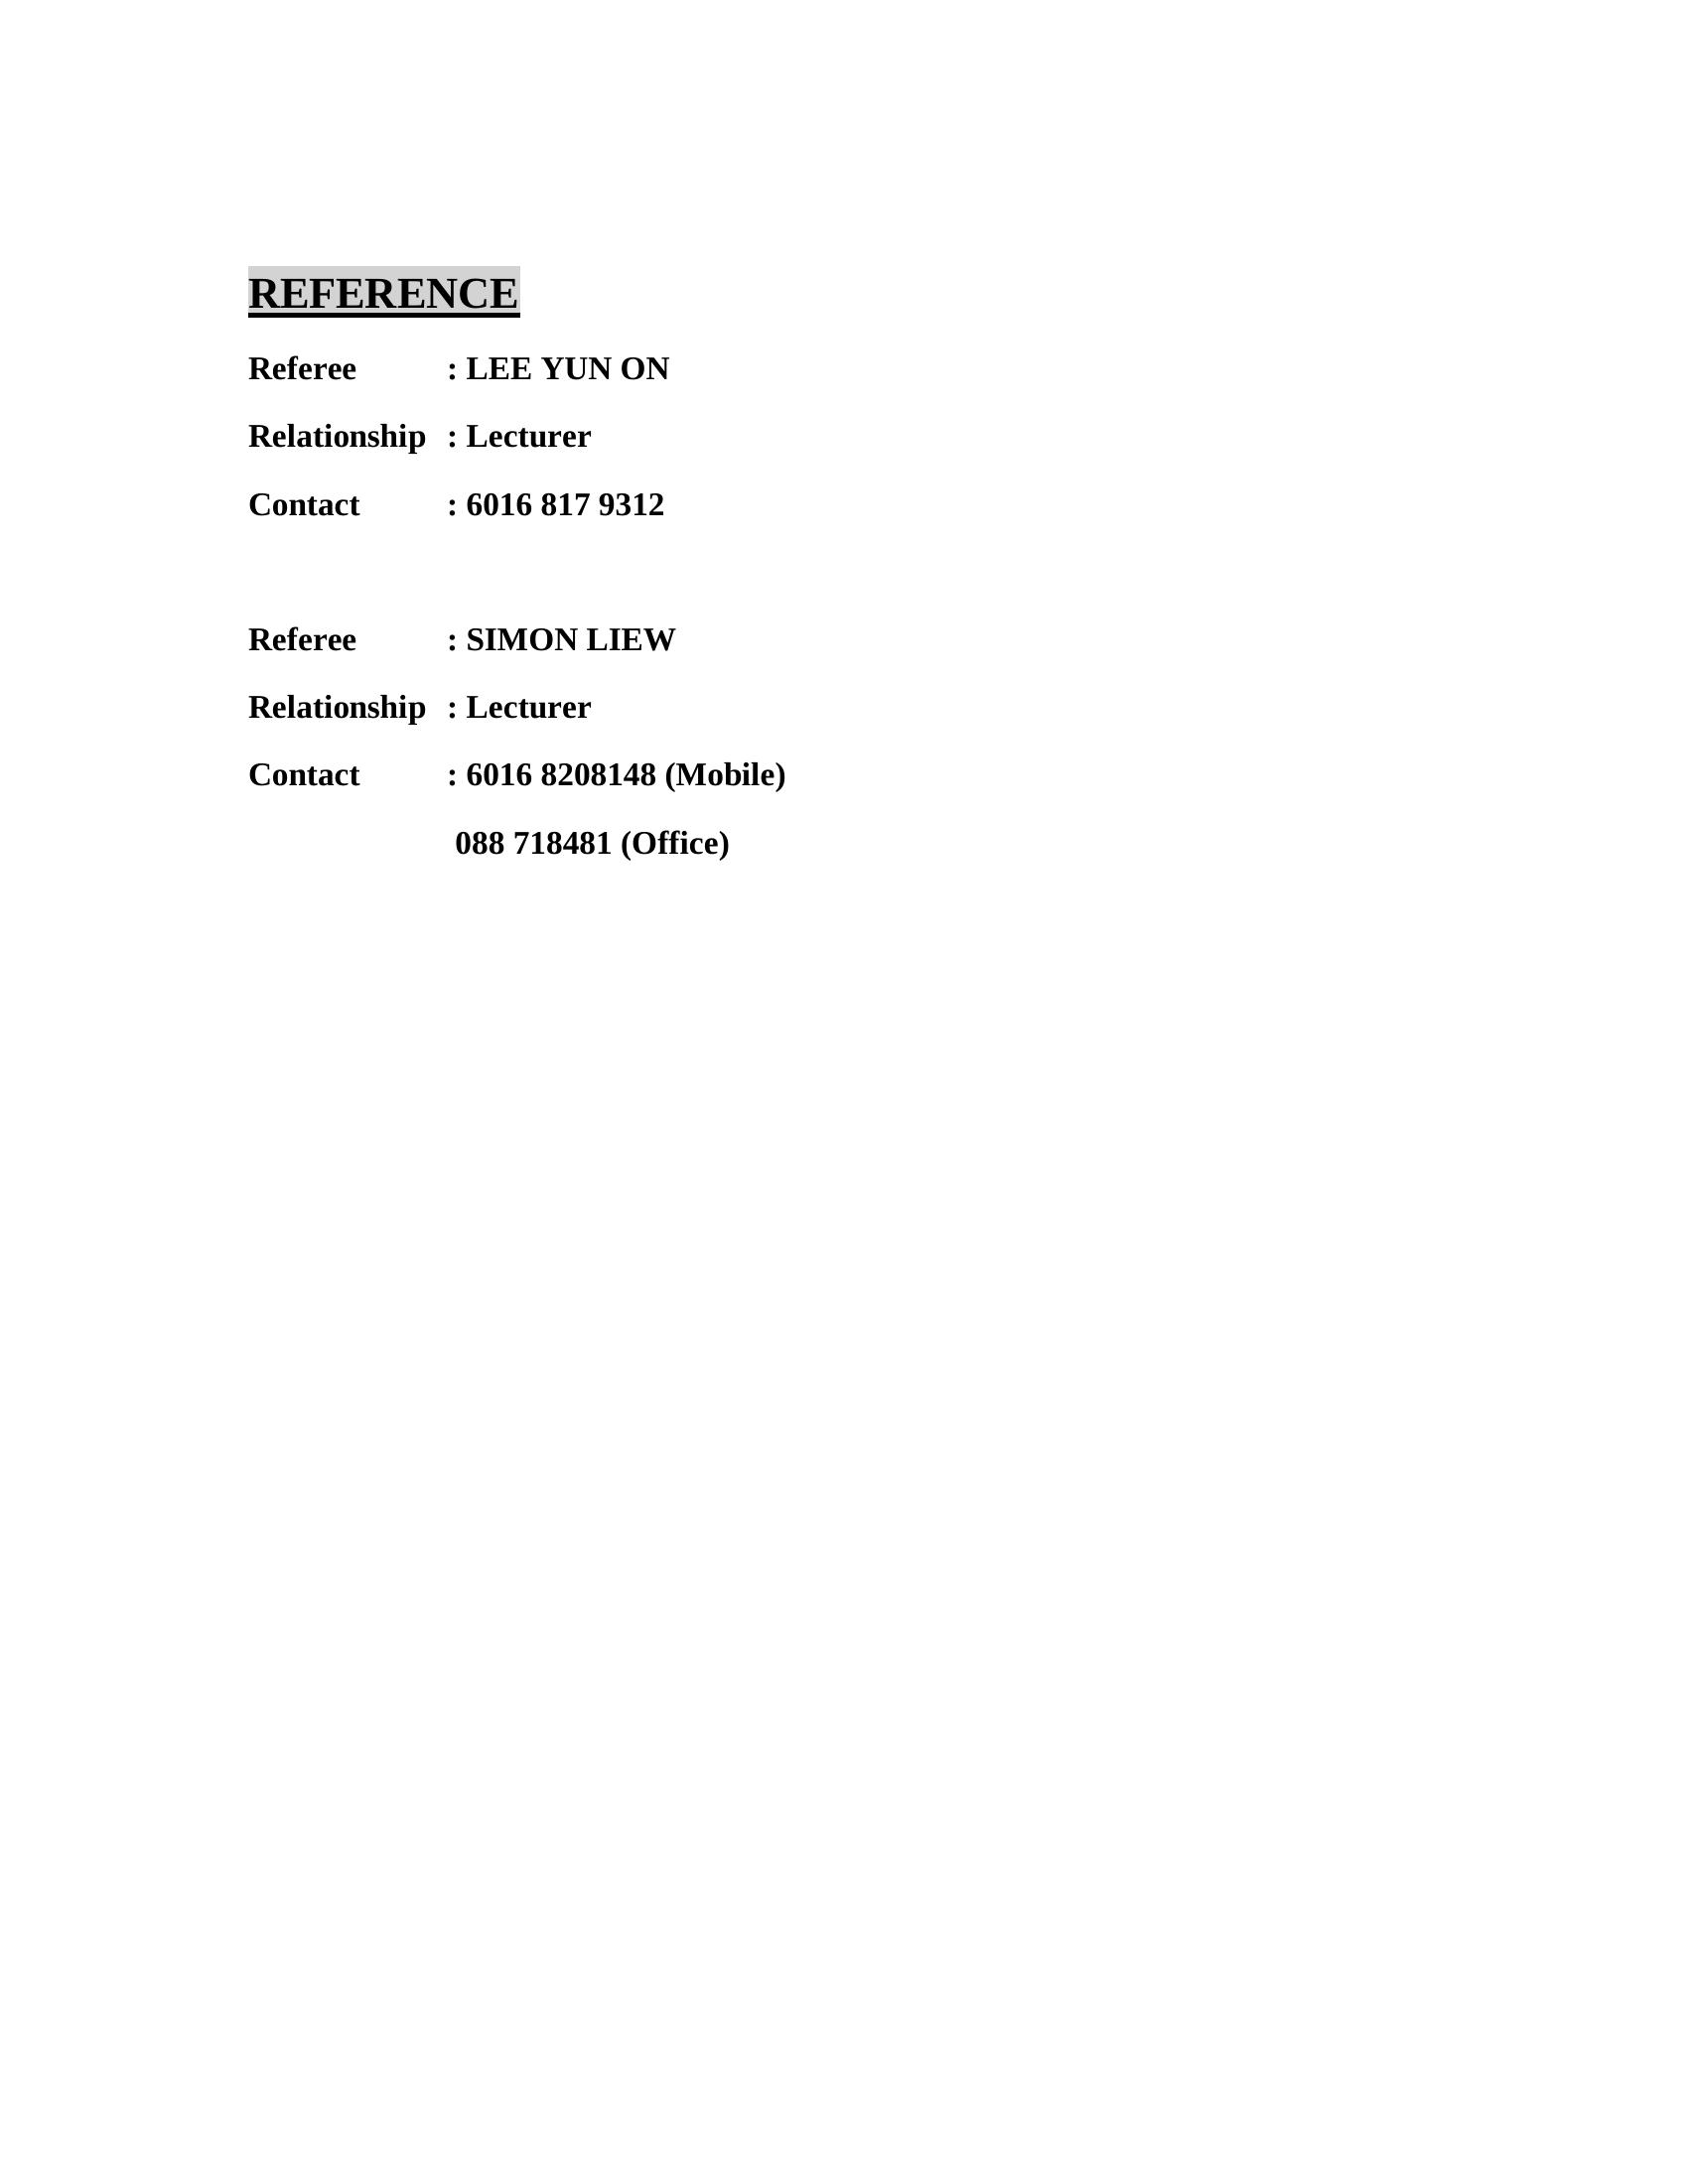 REFERENCE
Referee : LEE YUN ON
Relationship : Lecturer
Contact : 6016 817 9312
Referee : SIMON LIEW
Relationship : Lecturer
Contact : 6016 8208148 (Mobile)
088 718481 (Office)